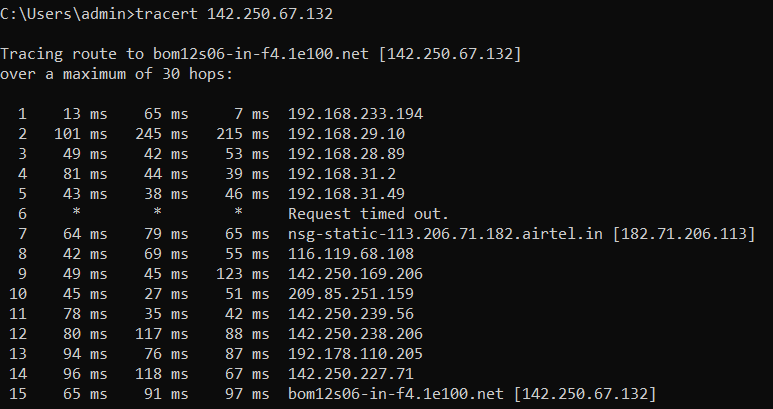 C:\Users\admin>tracert 142.250.67.132
Tracing route to bom12s06-in-f4.1e100.net [142.250.67.132]
over a maximum of 30 hops:
1 13 ms 65 ms 7 ms 192.168.233.194
2 101 ms 245 ms 215 ms 192.168.29.10
3 49 ms 42 ms 53 ms 192.168.28.89
4 81 ms 44 ms 39 ms 192.168.31.2
5 43 ms 38 ms 46 ms 192.168.31.49
6 * * * Request timed out.
7 64 ms 79 ms 65 ms nsg-static-113.206.71.182.airtel.in [182.71.206.113]
8 42 ms 69 ms 55 ms 116.119.68.108
9 49 ms 45 ms 123 ms 142.250.169.206
10 45 ms 27 ms 51 ms 209.85.251.159
11 78 ms 35 ms 42 ms 142.250.239.56
12 80 ms 117 ms 88 ms 142.250.238.206
13 94 ms 76 ms 87 ms 192.178.110.205
14 96 ms 118 ms 67 ms 142.250.227.71
15 65 ms 91 ms 97 ms bom12s06-in-f4.1e100.net [142.250.67.132]